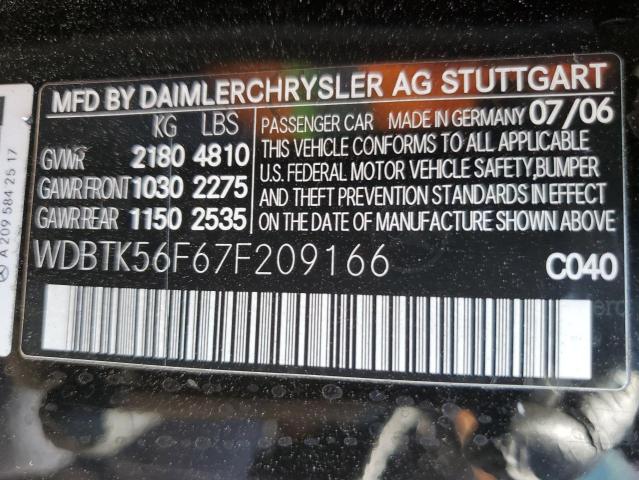 MFD BY DAIMLERCHRYSLER AG STUTTGART
KG LBS
GVWR 2180 4810
GAWR FRONT 1030 2275
GAWR REAR 1150 2535
PASSENGER CAR MADE IN GERMANY 07/06
THIS VEHICLE CONFORMS TO ALL APPLICABLE
U.S. FEDERAL MOTOR VEHICLE SAFETY,BUMPER
AND THEFT PREVENTION STANDARDS IN EFFECT
ON THE DATE OF MANUFACTURE SHOWN ABOVE
WDBTK56F67F209166 C040
A 209 584 25 17